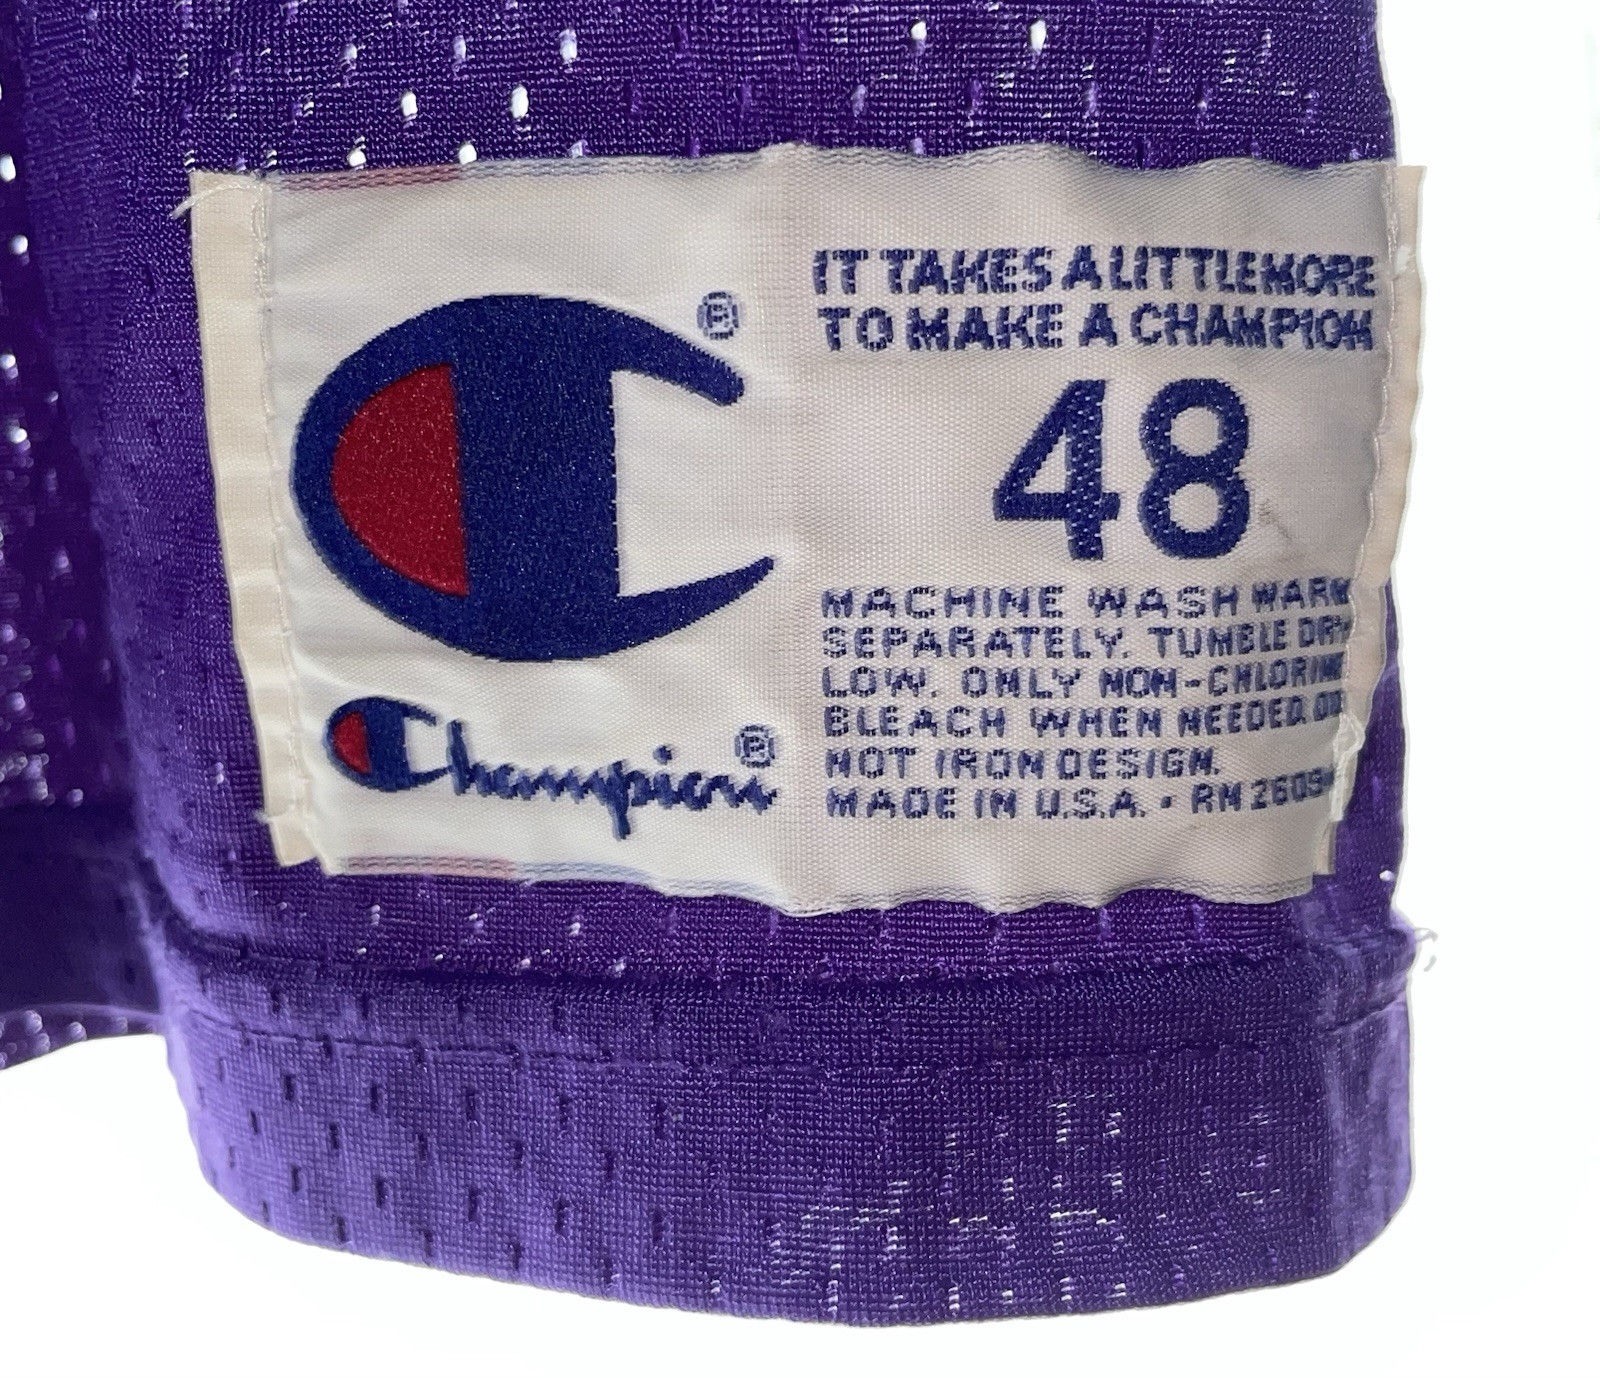 ®
IT TAKES A LITTLE MORE
TO MAKE A CHAMPION
48
MACHINE WASH WARM
SEPARATELY. TUMBLE DRY
LOW. ONLY NON-CHLORINE
BLEACH WHEN NEEDED. DO
NOT IRON DESIGN.
MADE IN U.S.A. • RN 26094
Champion®